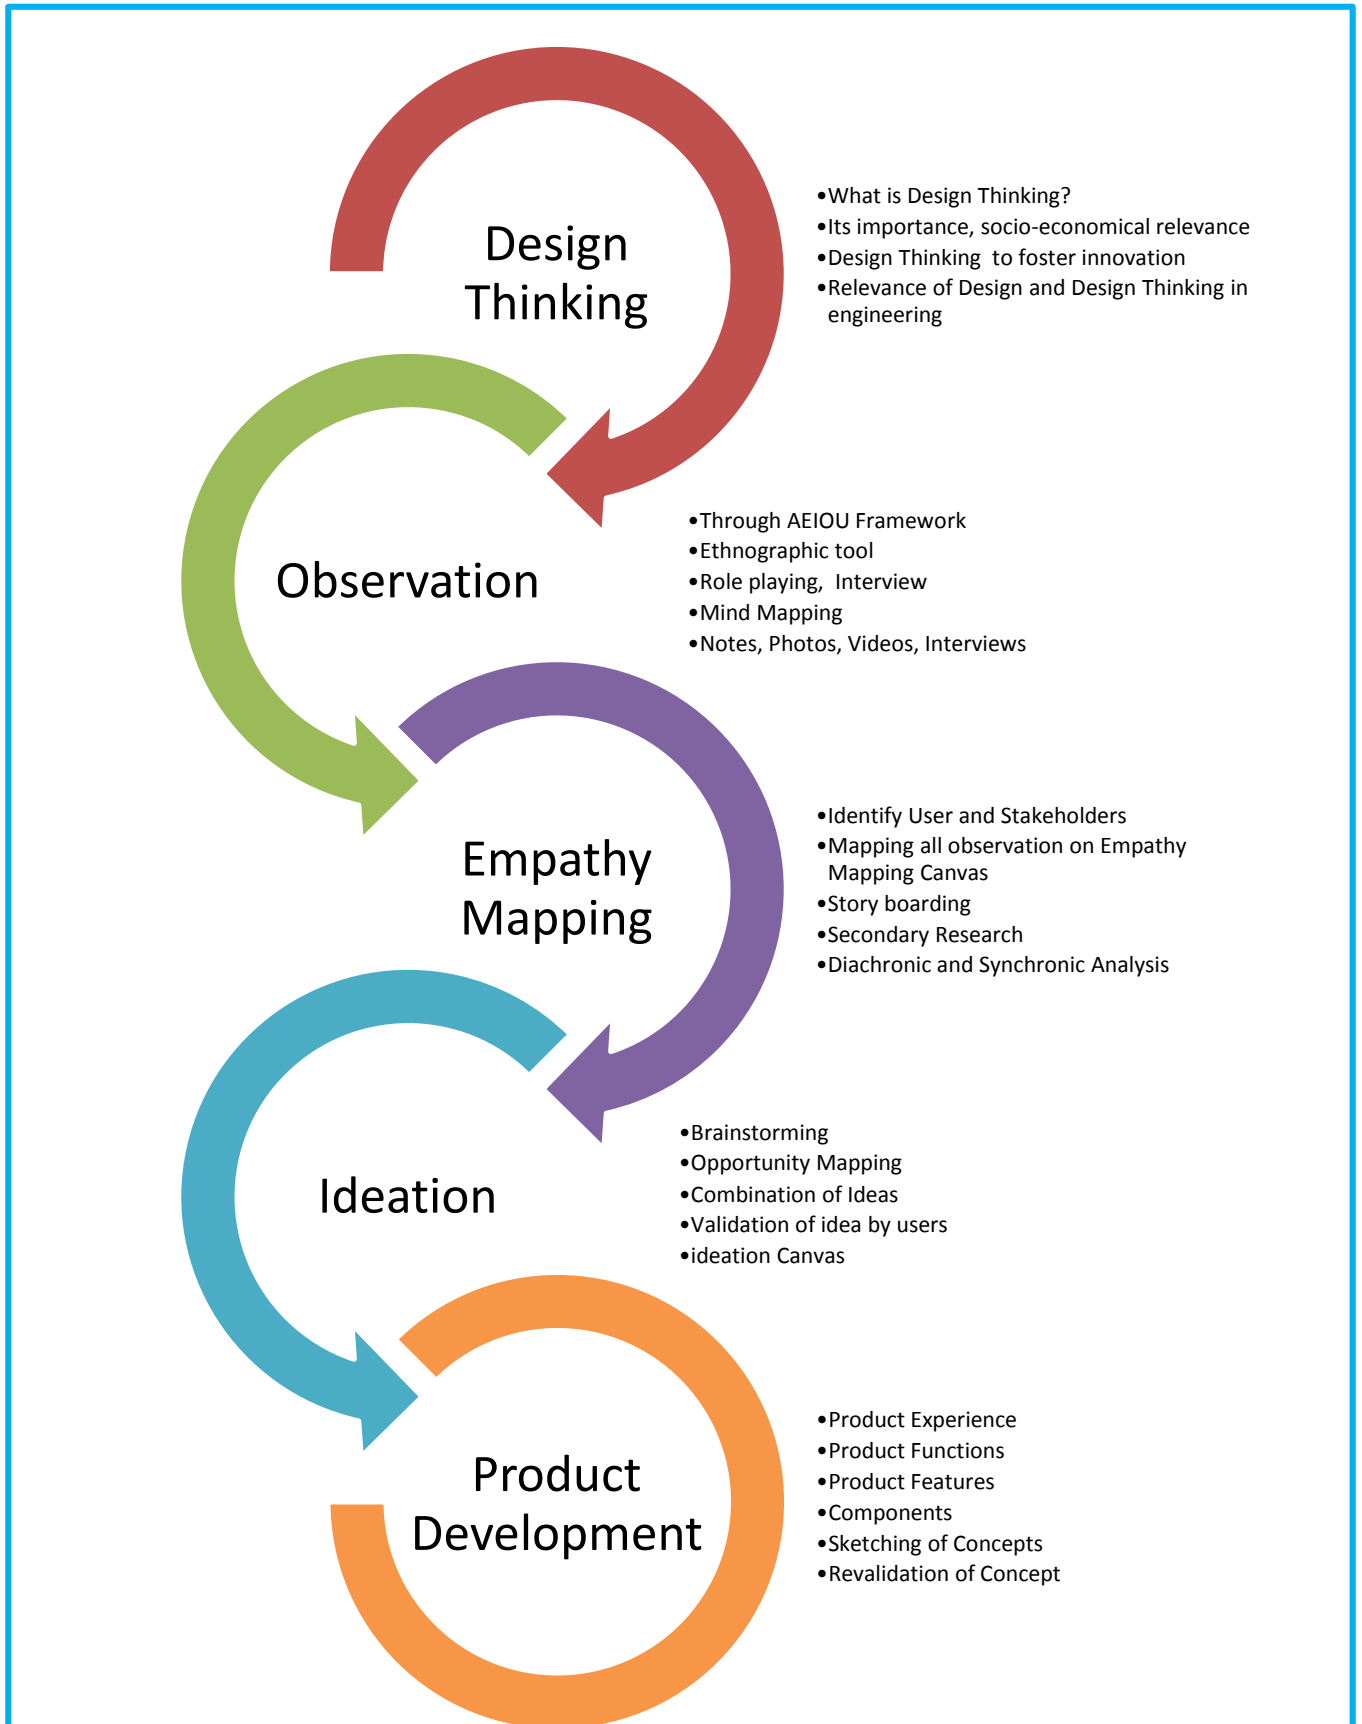 Design
Thinking
•What is Design Thinking?
•Its importance, socio-economical relevance
•Design Thinking  to foster innovation
•Relevance of Design and Design Thinking in
engineering
Observation
•Through AEIOU Framework
•Ethnographic tool
•Role playing,  Interview
•Mind Mapping
•Notes, Photos, Videos, Interviews
Empathy
Mapping
•Identify User and Stakeholders
•Mapping all observation on Empathy
Mapping Canvas
•Story boarding
•Secondary Research
•Diachronic and Synchronic Analysis
Ideation
•Brainstorming
•Opportunity Mapping
•Combination of Ideas
•Validation of idea by users
•ideation Canvas
Product
Development
•Product Experience
•Product Functions
•Product Features
•Components
•Sketching of Concepts
•Revalidation of Concept